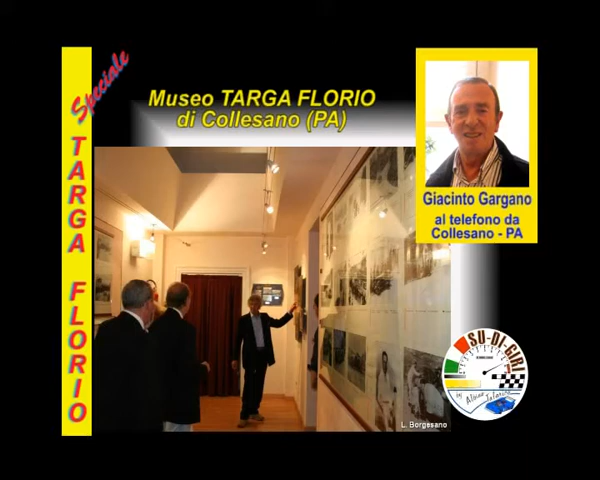 Speciale
TARGA FLORIO
Museo TARGA FLORIO
di Collesano (PA)
Giacinto Gargano
al telefono da
Collesano - PA
SU-DI-GIRI
L. Borgesano